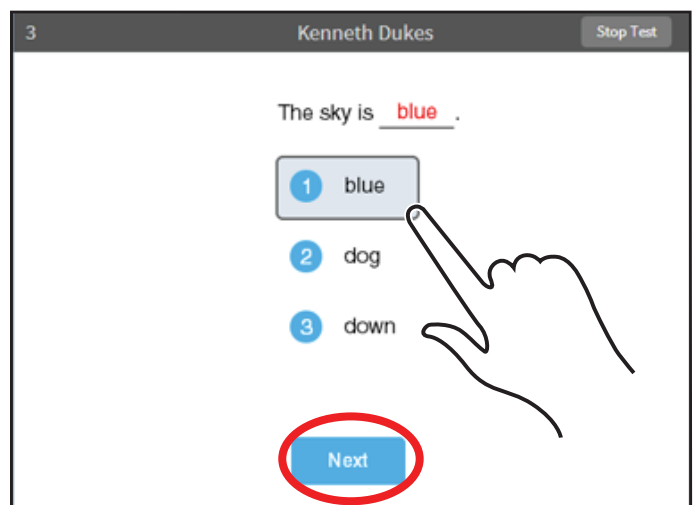 3 Kenneth Dukes Stop Test
The sky is blue .
1 blue
2 dog
3 down
Next